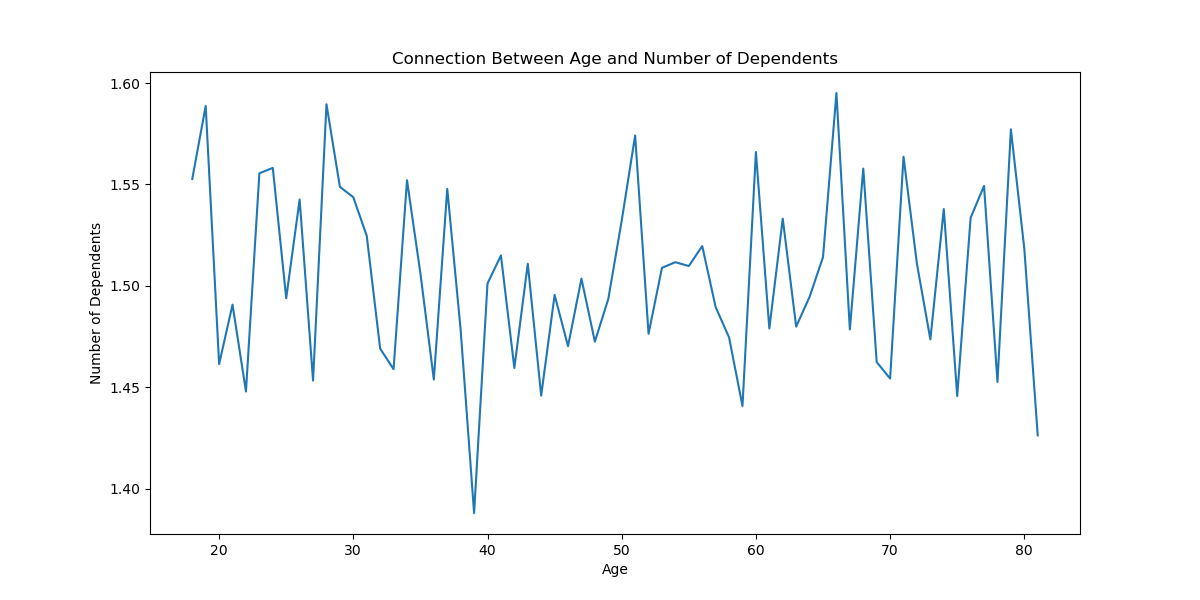 Connection Between Age and Number of Dependents
1.60
1.55
1.50
1.45
1.40
Number of Dependents
20 30 40 50 60 70 80
Age